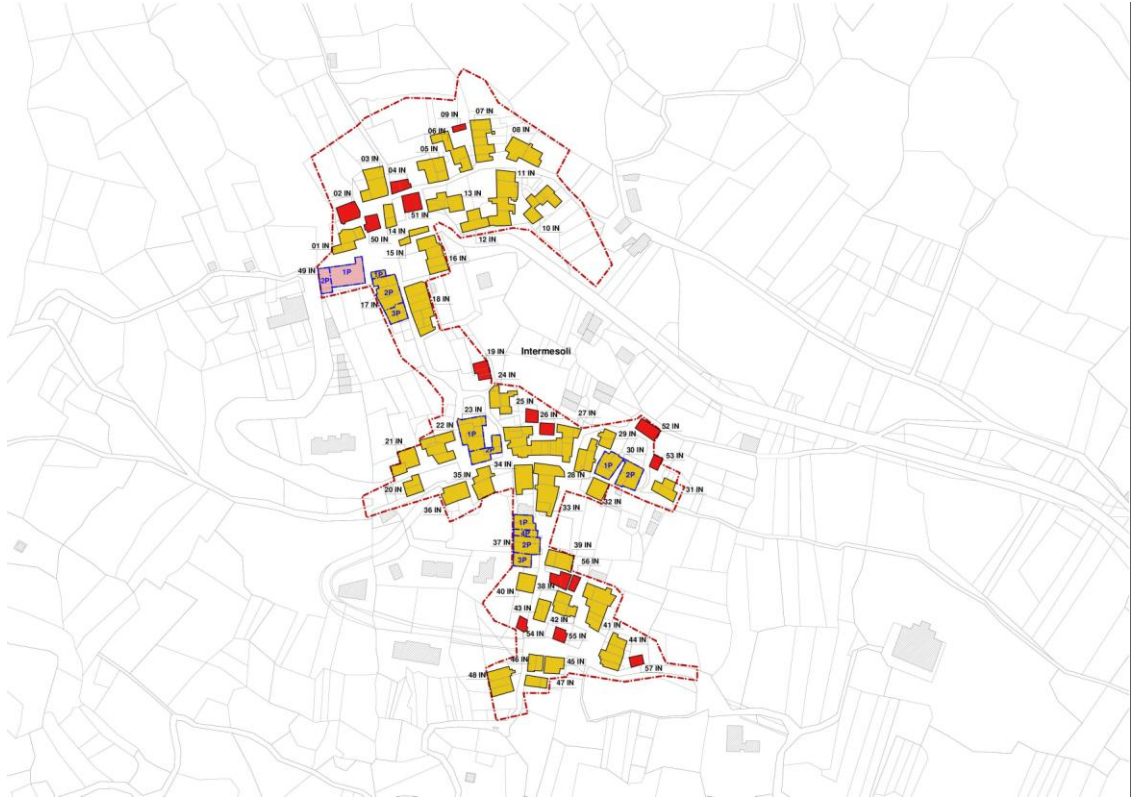 07 IN
09 IN
06 IN
08 IN
05 IN
03 IN
04 IN
11 IN
02 IN
13 IN
51 IN
10 IN
14 IN
50 IN
12 IN
01 IN
15 IN
16 IN
49 IN
1P
2P
1P
2P
17 IN
3P
18 IN
19 IN
Intermesoli
24 IN
25 IN
23 IN
26 IN
27 IN
22 IN
1P
52 IN
21 IN
29 IN
2P
30 IN
53 IN
34 IN
1P
2P
35 IN
28 IN
20 IN
31 IN
32 IN
36 IN
33 IN
1P
37 IN
2P
39 IN
3P
56 IN
40 IN
38 IN
43 IN
42 IN
41 IN
54 IN
55 IN
44 IN
46 IN
45 IN
57 IN
48 IN
47 IN